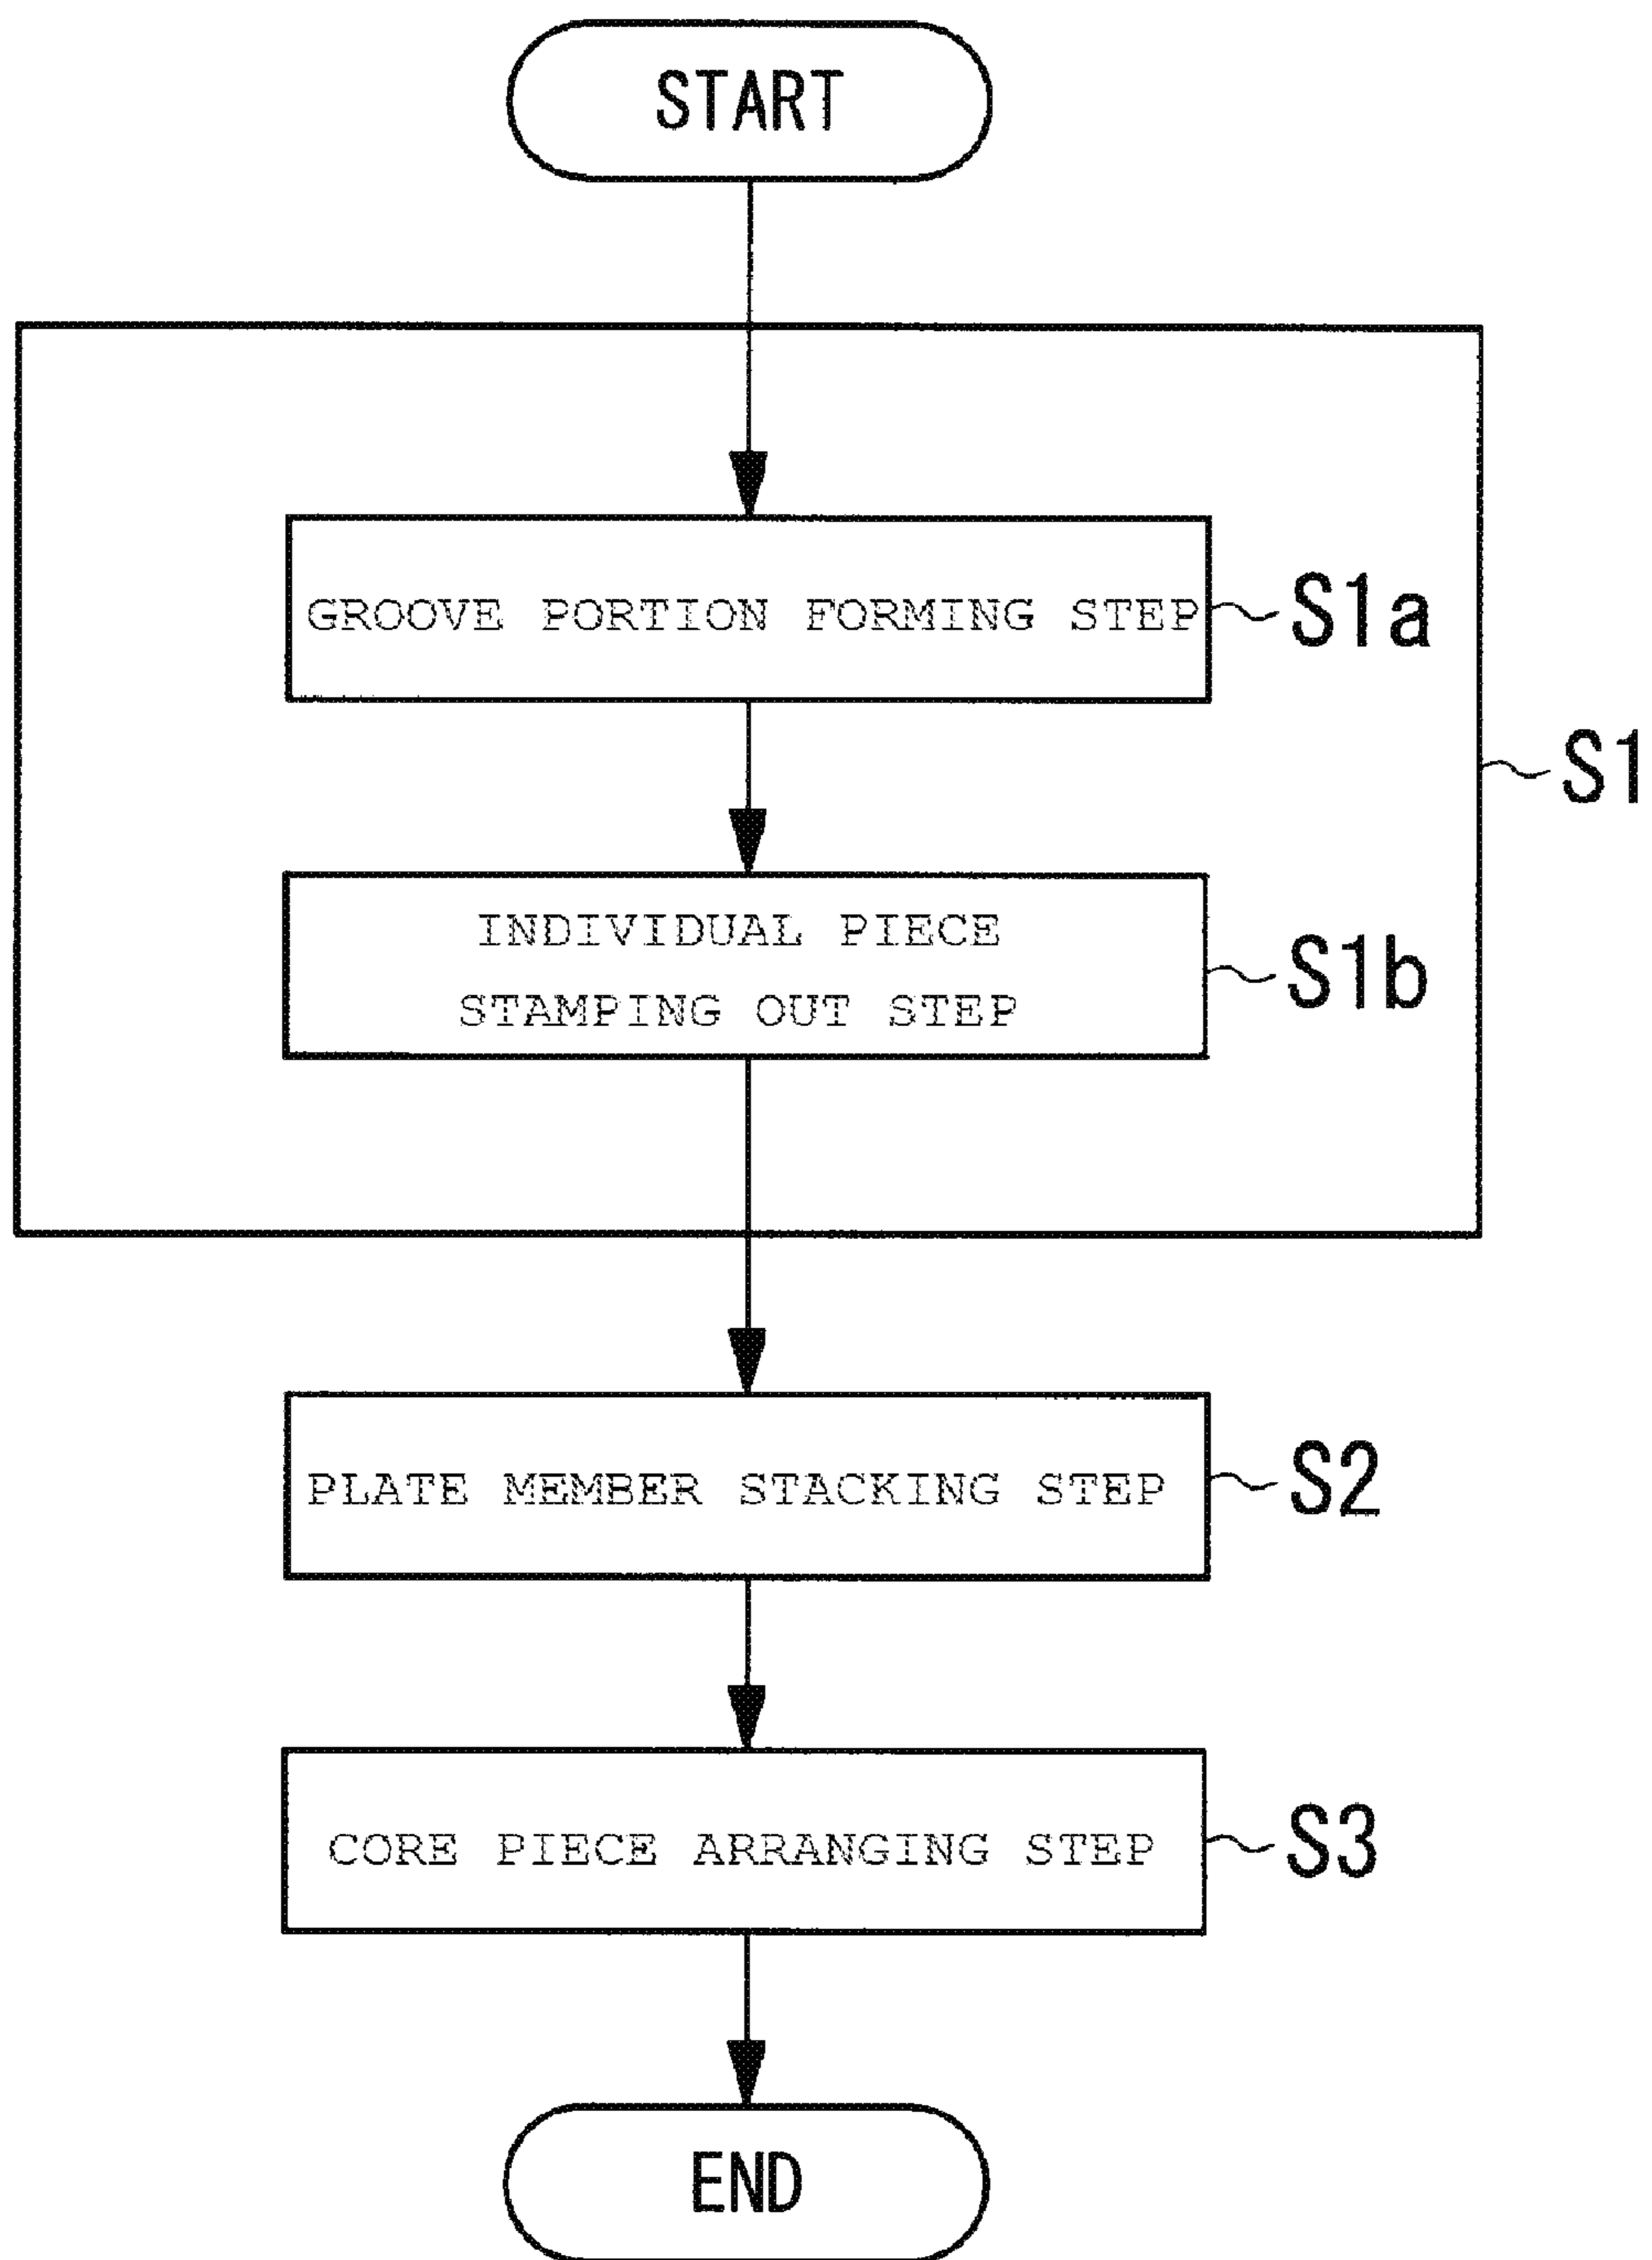 START
GROOVE PORTION FORMING STEP
S1a
S1
INDIVIDUAL PIECE
STAMPING OUT STEP
S1b
PLATE MEMBER STACKING STEP
S2
CORE PIECE ARRANGING STEP
S3
END